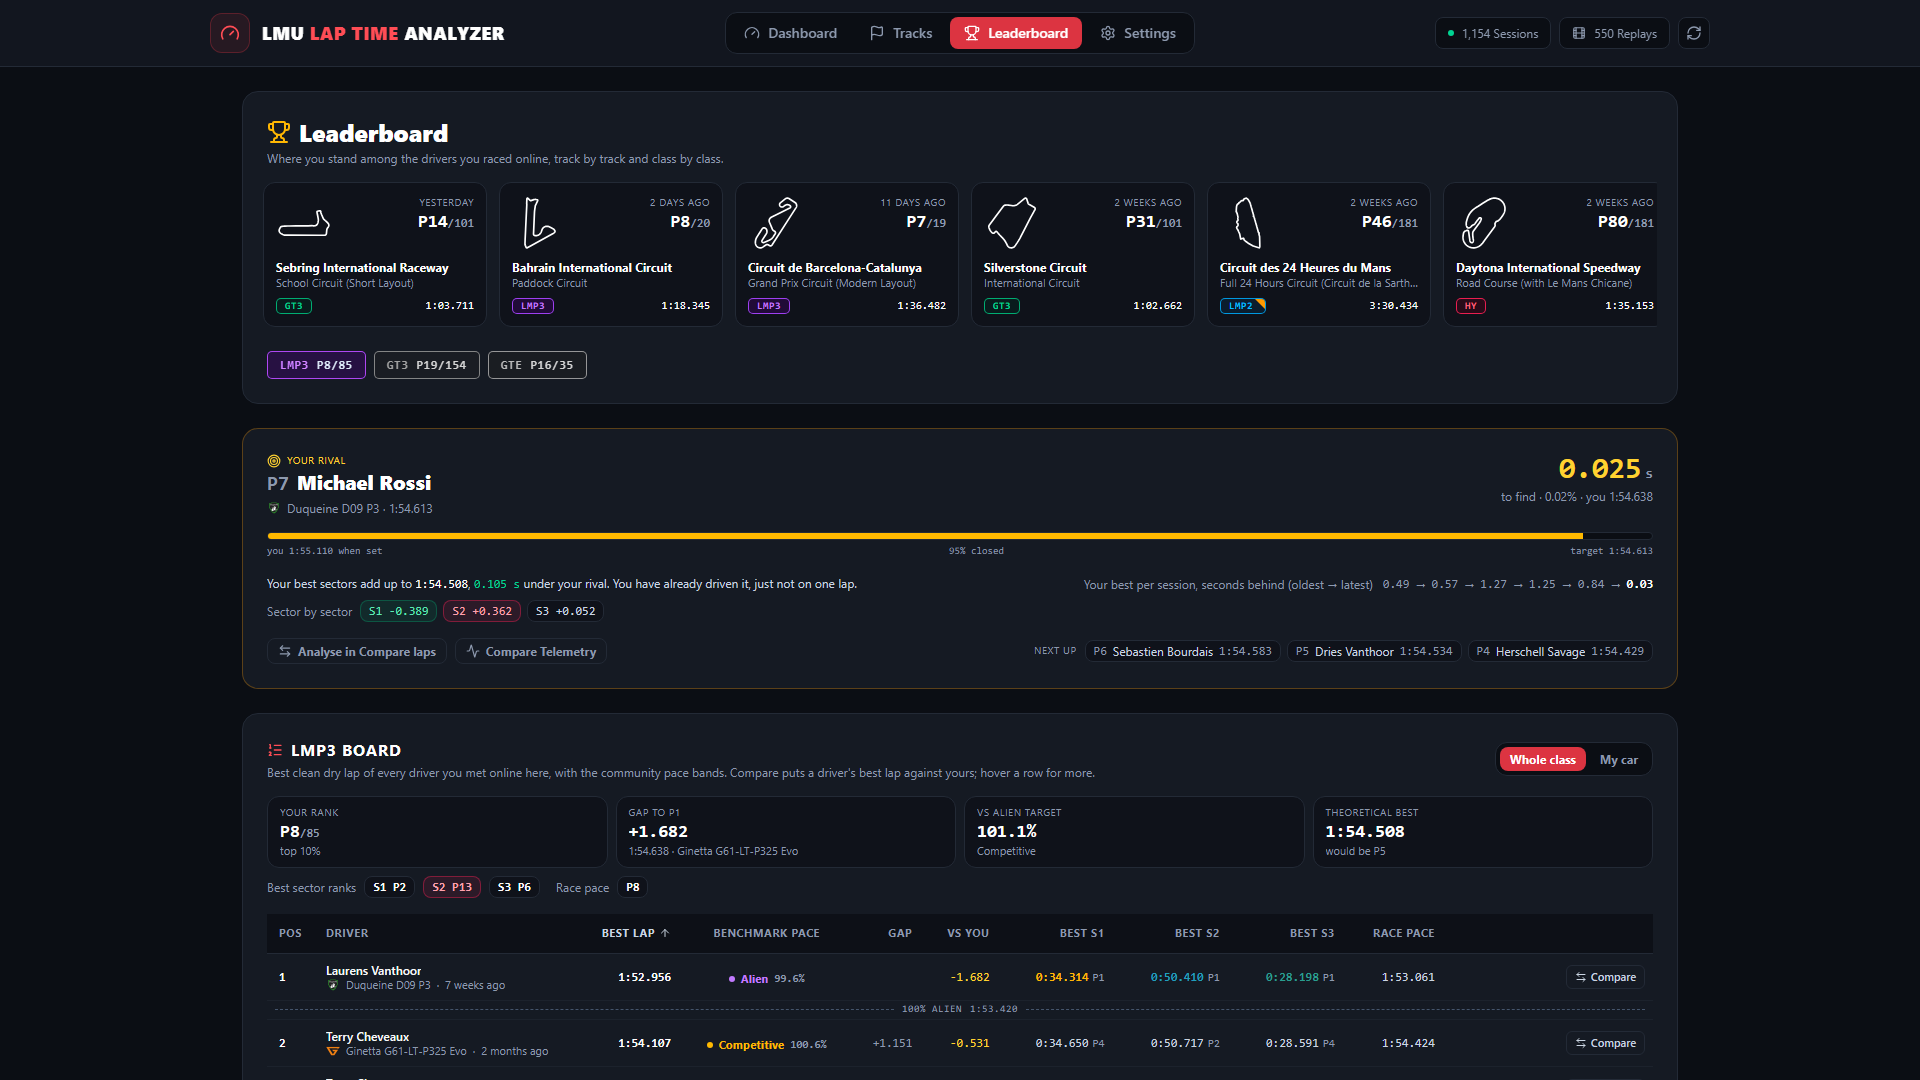 LMU LAP TIME ANALYZER
Dashboard
Tracks
Leaderboard
Settings
1,154 Sessions
550 Replays
Leaderboard
Where you stand among the drivers you raced online, track by track and class by class.
YESTERDAY
P14/101
Sebring International Raceway
School Circuit (Short Layout)
GT3
1:03.711
2 DAYS AGO
P8/20
Bahrain International Circuit
Paddock Circuit
LMP3
1:18.345
11 DAYS AGO
P7/19
Circuit de Barcelona-Catalunya
Grand Prix Circuit (Modern Layout)
LMP3
1:36.482
2 WEEKS AGO
P31/101
Silverstone Circuit
International Circuit
GT3
1:02.662
2 WEEKS AGO
P46/181
Circuit des 24 Heures du Mans
Full 24 Hours Circuit (Circuit de la Sarth...
LMP2
3:30.434
2 WEEKS AGO
P80/181
Daytona International Speedway
Road Course (with Le Mans Chicane)
HY
1:35.153
LMP3 P8/85
GT3 P19/154
GTE P16/35
YOUR RIVAL
P7 Michael Rossi
Duqueine D09 P3 · 1:54.613
0.025 s
to find · 0.02% · you 1:54.638
you 1:55.110 when set
95% closed
target 1:54.613
Your best sectors add up to 1:54.508, 0.105 s under your rival. You have already driven it, just not on one lap.
Your best per session, seconds behind (oldest → latest) 0.49 → 0.57 → 1.27 → 1.25 → 0.84 → 0.03
Sector by sector S1 -0.389 S2 +0.362 S3 +0.052
Analyse in Compare laps
Compare Telemetry
NEXT UP P6 Sebastien Bourdais 1:54.583 P5 Dries Vanthoor 1:54.534 P4 Herschell Savage 1:54.429
LMP3 BOARD
Best clean dry lap of every driver you met online here, with the community pace bands. Compare puts a driver's best lap against yours; hover a row for more.
Whole class
My car
YOUR RANK
P8/85
top 10%
GAP TO P1
+1.682
1:54.638 · Ginetta G61-LT-P325 Evo
VS ALIEN TARGET
101.1%
Competitive
THEORETICAL BEST
1:54.508
would be P5
Best sector ranks S1 P2 S2 P13 S3 P6 Race pace P8
POS DRIVER BEST LAP ↑ BENCHMARK PACE GAP VS YOU BEST S1 BEST S2 BEST S3 RACE PACE
1 Laurens Vanthoor 1:52.956 Alien 99.6% -1.682 0:34.314 P1 0:50.410 P1 0:28.198 P1 1:53.061 Compare
Duqueine D09 P3 · 7 weeks ago
100% ALIEN 1:53.420
2 Terry Cheveaux 1:54.107 Competitive 100.6% +1.151 -0.531 0:34.650 P4 0:50.717 P2 0:28.591 P4 1:54.424 Compare
Ginetta G61-LT-P325 Evo · 2 months ago